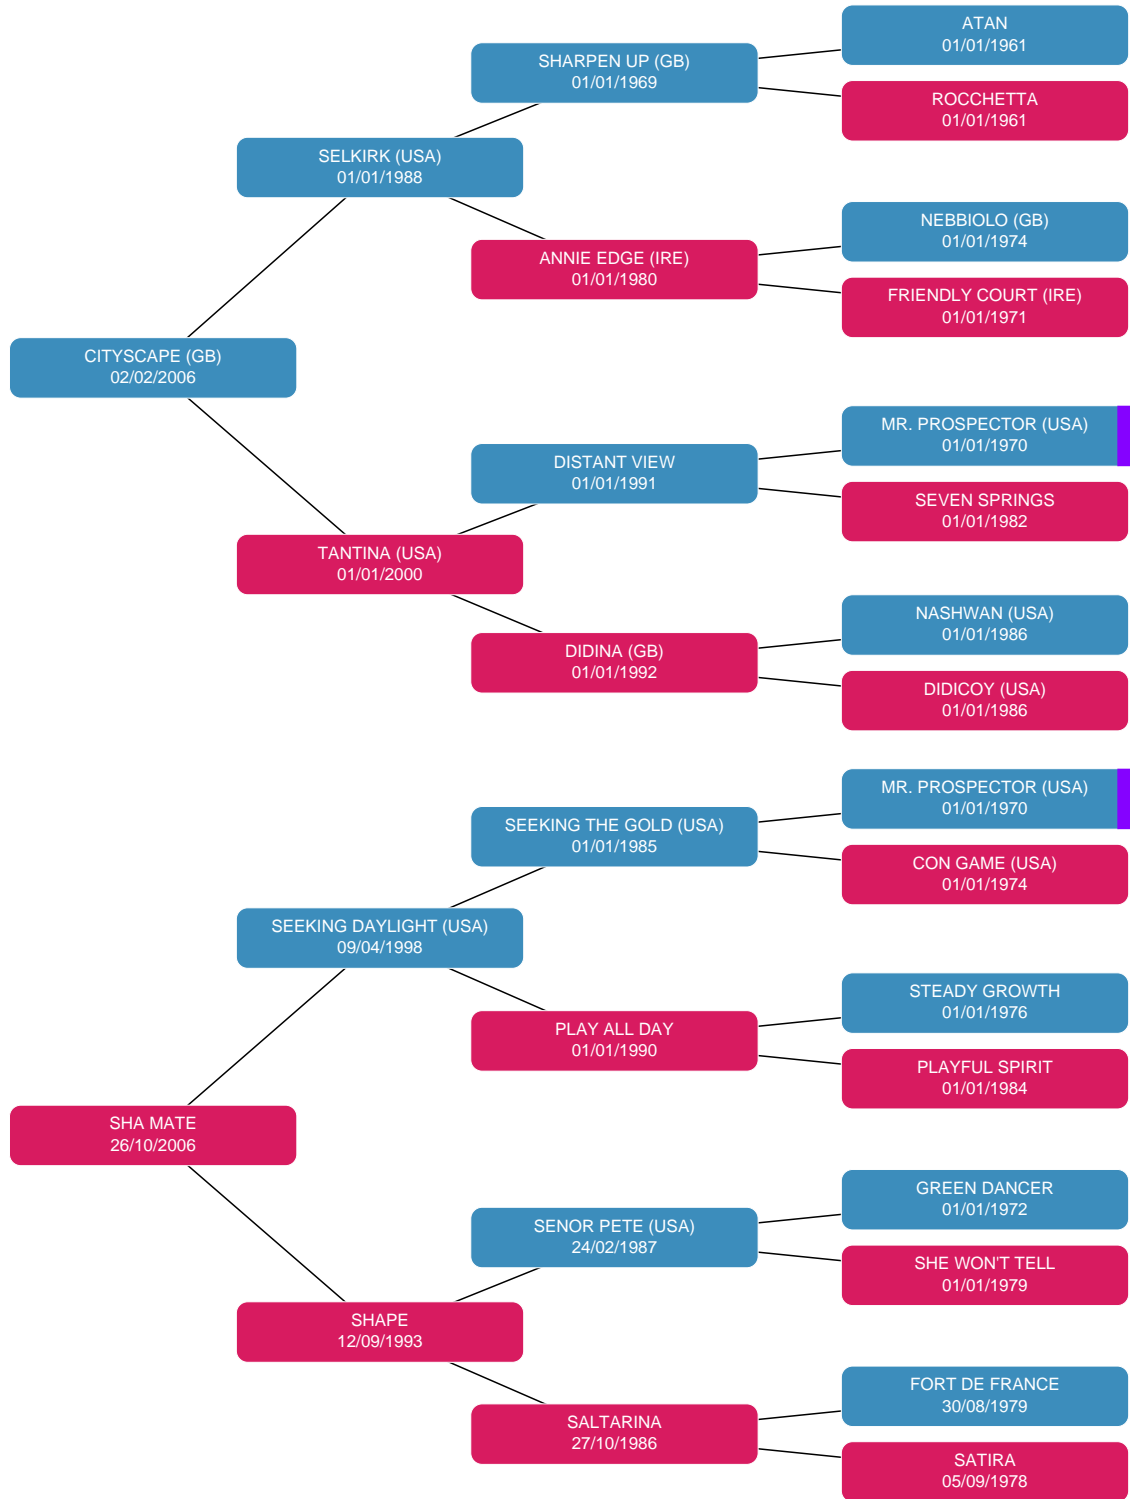 ATAN
01/01/1961
SHARPEN UP (GB)
01/01/1969
ROCCHETTA
01/01/1961
SELKIRK (USA)
01/01/1988
NEBBIOLO (GB)
01/01/1974
ANNIE EDGE (IRE)
01/01/1980
FRIENDLY COURT (IRE)
01/01/1971
CITYSCAPE (GB)
02/02/2006
MR. PROSPECTOR (USA)
01/01/1970
DISTANT VIEW
01/01/1991
SEVEN SPRINGS
01/01/1982
TANTINA (USA)
01/01/2000
NASHWAN (USA)
01/01/1986
DIDINA (GB)
01/01/1992
DIDICOY (USA)
01/01/1986
MR. PROSPECTOR (USA)
01/01/1970
SEEKING THE GOLD (USA)
01/01/1985
CON GAME (USA)
01/01/1974
SEEKING DAYLIGHT (USA)
09/04/1998
STEADY GROWTH
01/01/1976
PLAY ALL DAY
01/01/1990
PLAYFUL SPIRIT
01/01/1984
SHA MATE
26/10/2006
GREEN DANCER
01/01/1972
SENOR PETE (USA)
24/02/1987
SHE WON'T TELL
01/01/1979
SHAPE
12/09/1993
FORT DE FRANCE
30/08/1979
SALTARINA
27/10/1986
SATIRA
05/09/1978